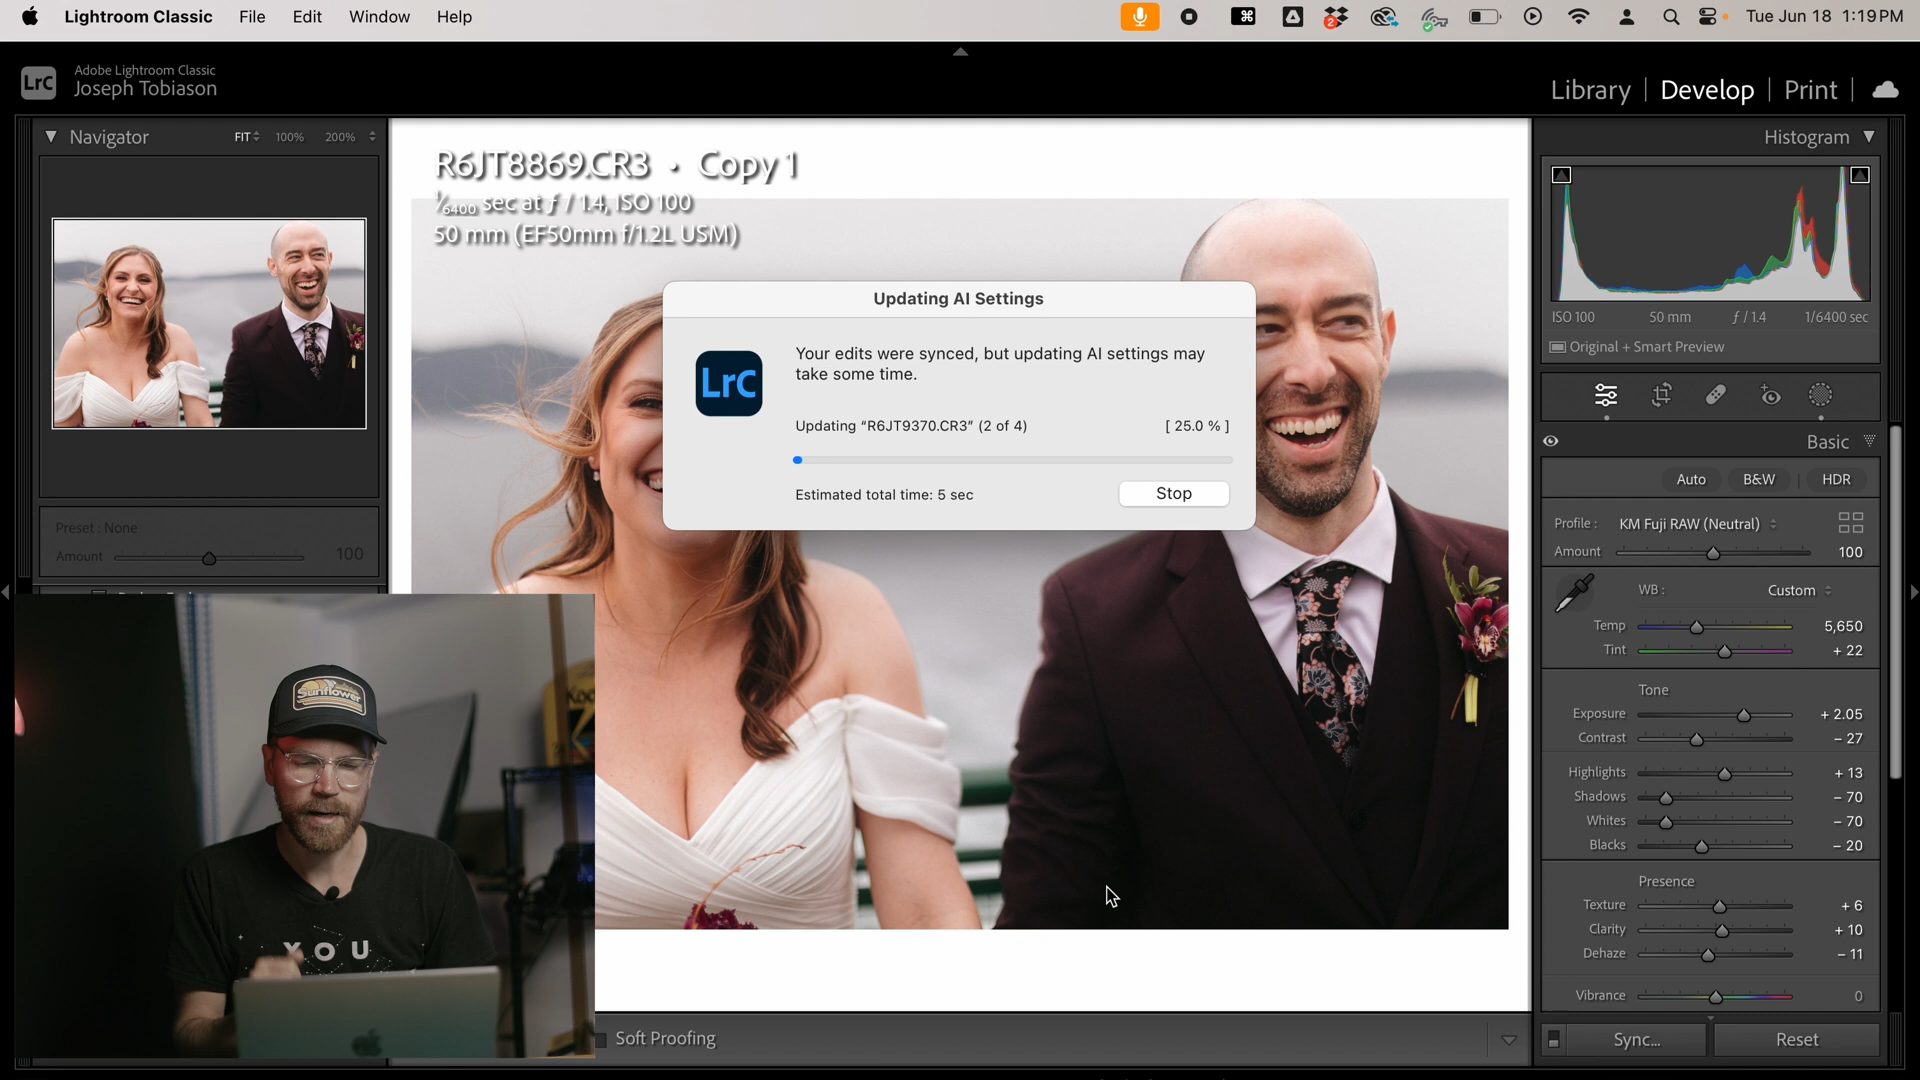 Lightroom Classic File Edit Window Help
2
Tue Jun 18 1:19 PM
LrC
Adobe Lightroom Classic
Joseph Tobiason
Library | Develop | Print |
Navigator FIT 100% 200%
Preset : None
Amount 100
R6JT8869.CR3 • Copy 1
1/6400 sec at ƒ / 1.4, ISO 100
50 mm (EF50mm f/1.2L USM)
Updating AI Settings
LrC
Your edits were synced, but updating AI settings may
take some time.
Updating “R6JT9370.CR3” (2 of 4) [ 25.0 % ]
Estimated total time: 5 sec
Stop
Sunflower
YOU
Soft Proofing
Histogram
ISO 100 50 mm ƒ / 1.4 1/6400 sec
Original + Smart Preview
Basic
Auto B&W | HDR
Profile : KM Fuji RAW (Neutral)
Amount 100
WB : Custom
Temp 5,650
Tint + 22
Tone
Exposure + 2.05
Contrast – 27
Highlights + 13
Shadows – 70
Whites – 70
Blacks – 20
Presence
Texture + 6
Clarity + 10
Dehaze – 11
Vibrance 0
Sync... Reset